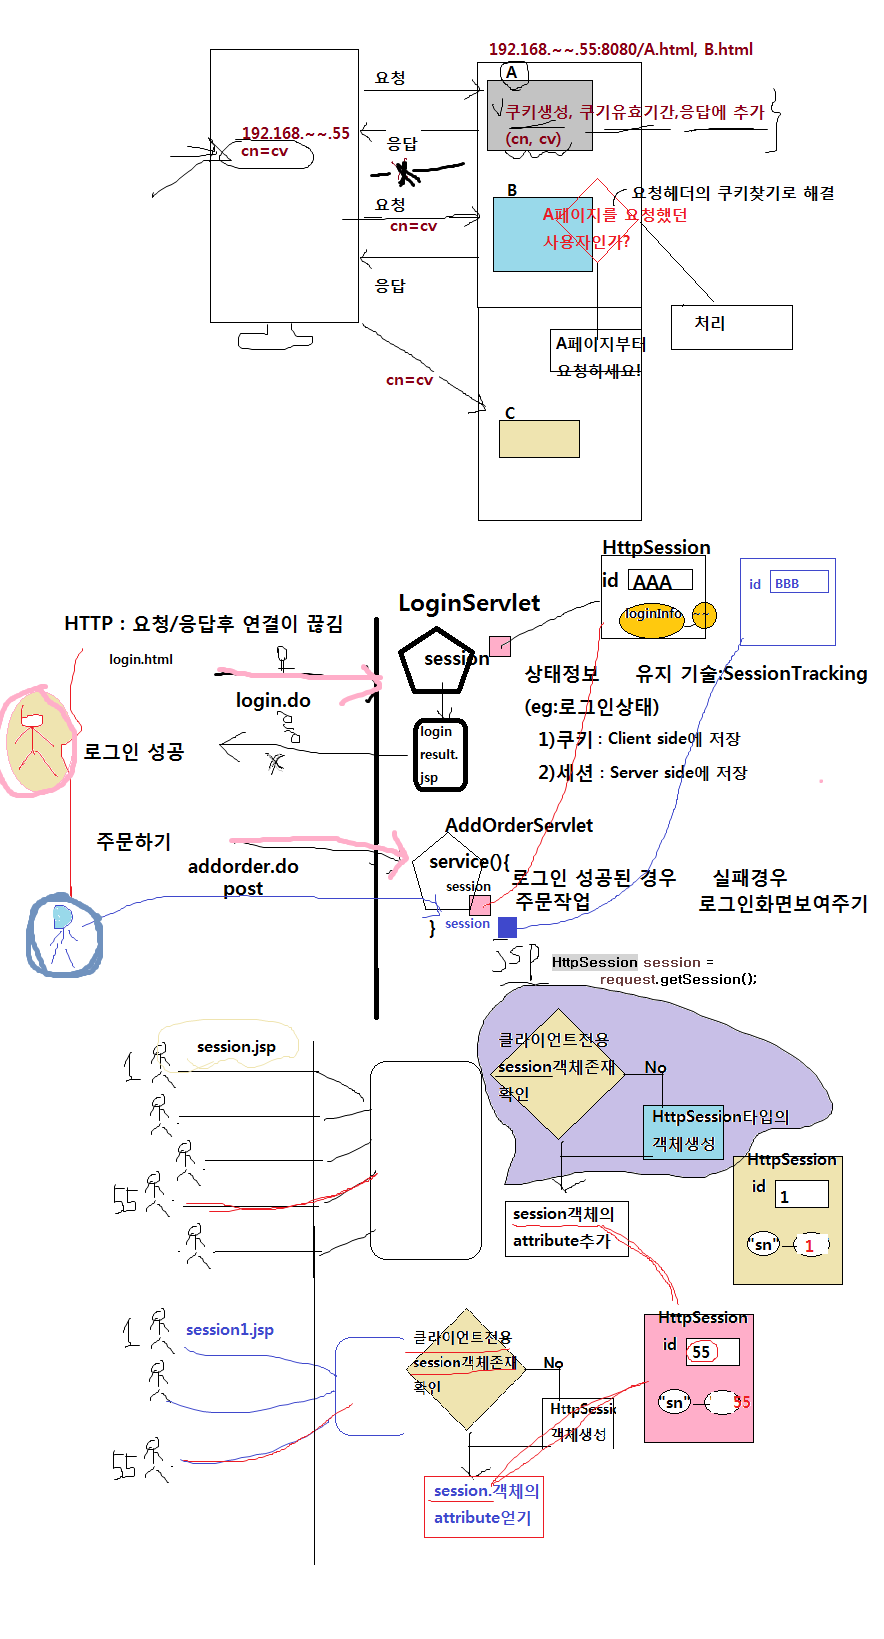 192.168.~~.55:8080/A.html, B.html
A
요청
쿠키생성, 쿠기유효기간,응답에 추가
(cn, cv)
192.168.~~.55
cn=cv
응답
B
요청헤더의 쿠키찾기로 해결
요청
cn=cv
A페이지를 요청했던
사용자인가?
응답
처리
A페이지부터
요청하세요!
cn=cv
C
HttpSession
id AAA
loginInfo ~~
id BBB
LoginServlet
HTTP : 요청/응답후 연결이 끊김
login.html
session
login.do
상태정보 유지 기술:SessionTracking
(eg:로그인상태)
1)쿠키 : Client side에 저장
2)세션 : Server side에 저장
login
result.
jsp
로그인 성공
AddOrderServlet
주문하기
service(){
addorder.do
post
session
로그인 성공된 경우
주문작업
실패경우
로그인화면보여주기
session
}
JSP
HttpSession session =
request.getSession();
session.jsp
1
클라이언트전용
session객체존재
확인
No
HttpSession타입의
객체생성
HttpSession
id 1
"sn" 1
55
session객체의
attribute추가
HttpSession
id 55
"sn" 55
1
session1.jsp
클라이언트전용
session객체존재
확인
No
HttpSessi
객체생성
55
session.객체의
attribute얻기